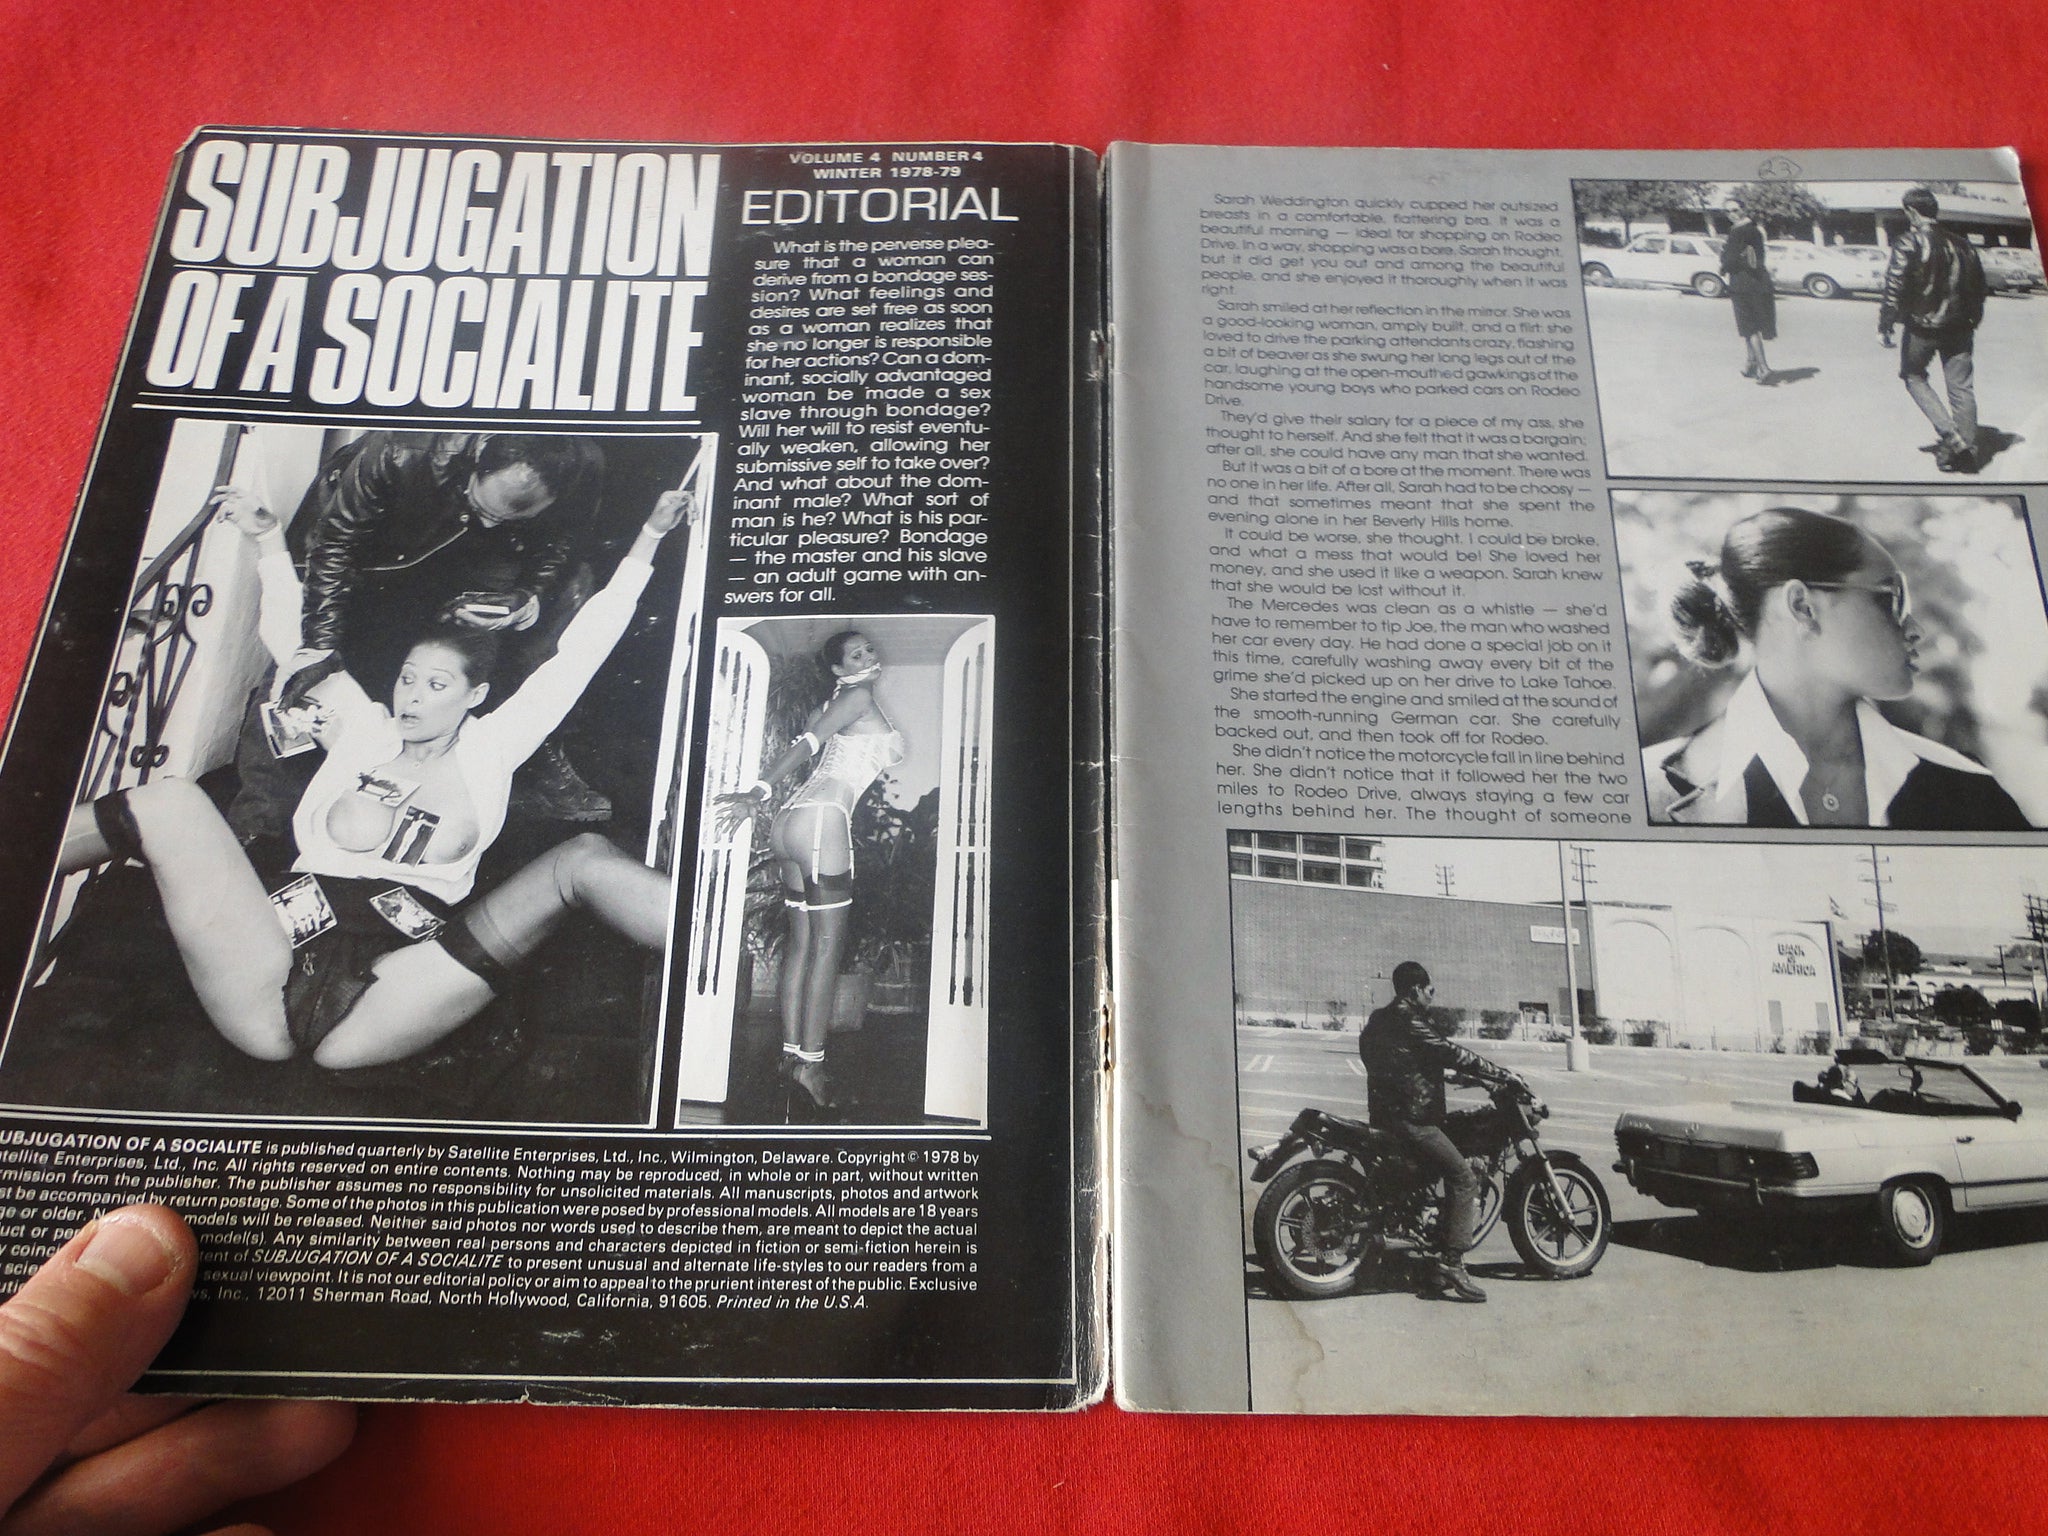 SUBJUGATION
OF A SOCIALITE
VOLUME 4 NUMBER 4
WINTER 1978-79
EDITORIAL
What is the perverse plea-
sure that a woman can
derive from a bondage ses-
sion? What feelings and
desires are set free as soon
as a woman realizes that
she no longer is responsible
for her actions? Can a dom-
inant, socially advantaged
woman be made a sex
slave through bondage?
Will her will to resist eventu-
ally weaken, allowing her
submissive self to take over?
And what about the dom-
inant male? What sort of
man is he? What is his par-
ticular pleasure? Bondage
— the master and his slave
— an adult game with an-
swers for all.
UBJUGATION OF A SOCIALITE is published quarterly by Satellite Enterprises, Ltd., Inc., Wilmington, Delaware. Copyright © 1978 by
tellite Enterprises, Ltd., Inc. All rights reserved on entire contents. Nothing may be reproduced, in whole or in part, without written
rmission from the publisher. The publisher assumes no responsibility for unsolicited materials. All manuscripts, photos and artwork
st be accompanied by return postage. Some of the photos in this publication were posed by professional models. All models are 18 years
ge or older. models will be released. Neither said photos nor words used to describe them, are meant to depict the actual
uct or model(s). Any similarity between real persons and characters depicted in fiction or semi-fiction herein is
y coinci tent of SUBJUGATION OF A SOCIALITE to present unusual and alternate life-styles to our readers from a
scien sexual viewpoint. It is not our editorial policy or aim to appeal to the prurient interest of the public. Exclusive
Inc., 12011 Sherman Road, North Hollywood, California, 91605. Printed in the U.S.A.
23
Sarah Weddington quickly cupped her outsized
breasts in a comfortable, flattering bra. It was a
beautiful morning — ideal for shopping on Rodeo
Drive. In a way, shopping was a bore, Sarah thought,
but it did get you out and among the beautiful
people, and she enjoyed it thoroughly when it was
right.
Sarah smiled at her reflection in the mirror. She was
a good-looking woman, amply built, and a flirt: she
loved to drive the parking attendants crazy, flashing
a bit of beaver as she swung her long legs out of the
car, laughing at the open-mouthed gawkings of the
handsome young boys who parked cars on Rodeo
Drive.
They'd give their salary for a piece of my ass, she
thought to herself. And she felt that it was a bargain;
after all, she could have any man that she wanted.
But it was a bit of a bore at the moment. There was
no one in her life. After all, Sarah had to be choosy —
and that sometimes meant that she spent the
evening alone in her Beverly Hills home.
It could be worse, she thought. I could be broke,
and what a mess that would be! She loved her
money, and she used it like a weapon. Sarah knew
that she would be lost without it.
The Mercedes was clean as a whistle — she'd
have to remember to tip Joe, the man who washed
her car every day. He had done a special job on it
this time, carefully washing away every bit of the
grime she'd picked up on her drive to Lake Tahoe.
She started the engine and smiled at the sound of
the smooth-running German car. She carefully
backed out, and then took off for Rodeo.
She didn't notice the motorcycle fall in line behind
her. She didn't notice that it followed her the two
miles to Rodeo Drive, always staying a few car
lengths behind her. The thought of someone
BANK
OF
AMERICA